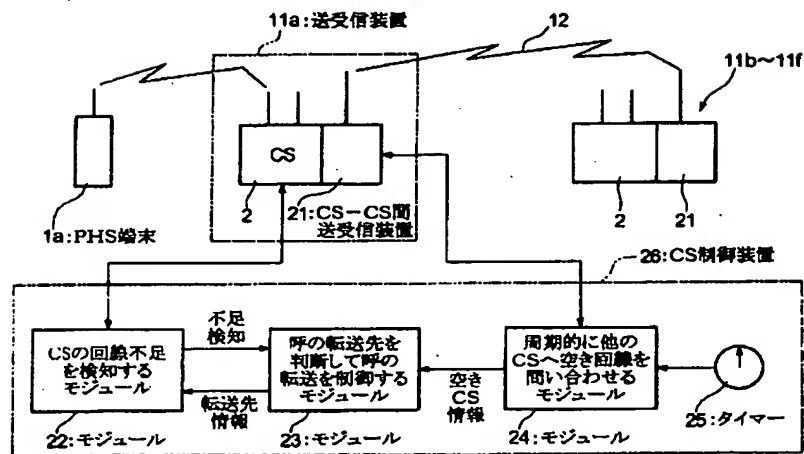 11a:送受信装置
12
11b〜11f
CS
2
21:CS-CS間
送受信装置
2
21
1a:PHS端末
26:CS制御装置
CSの回線不足
を検知する
モジュール
不足
検知
転送先
情報
呼の転送先を
判断して呼の
転送を制御する
モジュール
空き
CS
情報
周期的に他の
CSへ空き回線を
問い合わせる
モジュール
22:モジュール
23:モジュール
24:モジュール
25:タイマー